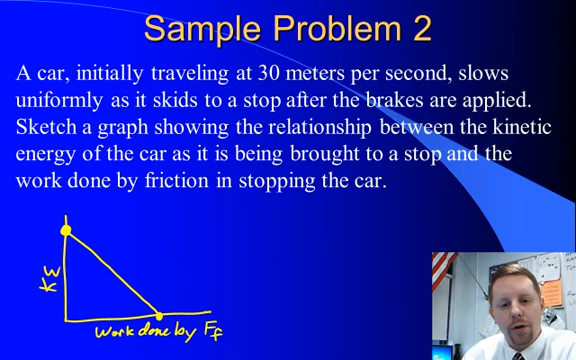 Sample Problem 2
A car, initially traveling at 30 meters per second, slows
uniformly as it skids to a stop after the brakes are applied.
Sketch a graph showing the relationship between the kinetic
energy of the car as it is being brought to a stop and the
work done by friction in stopping the car.
KE
Work done by Ff